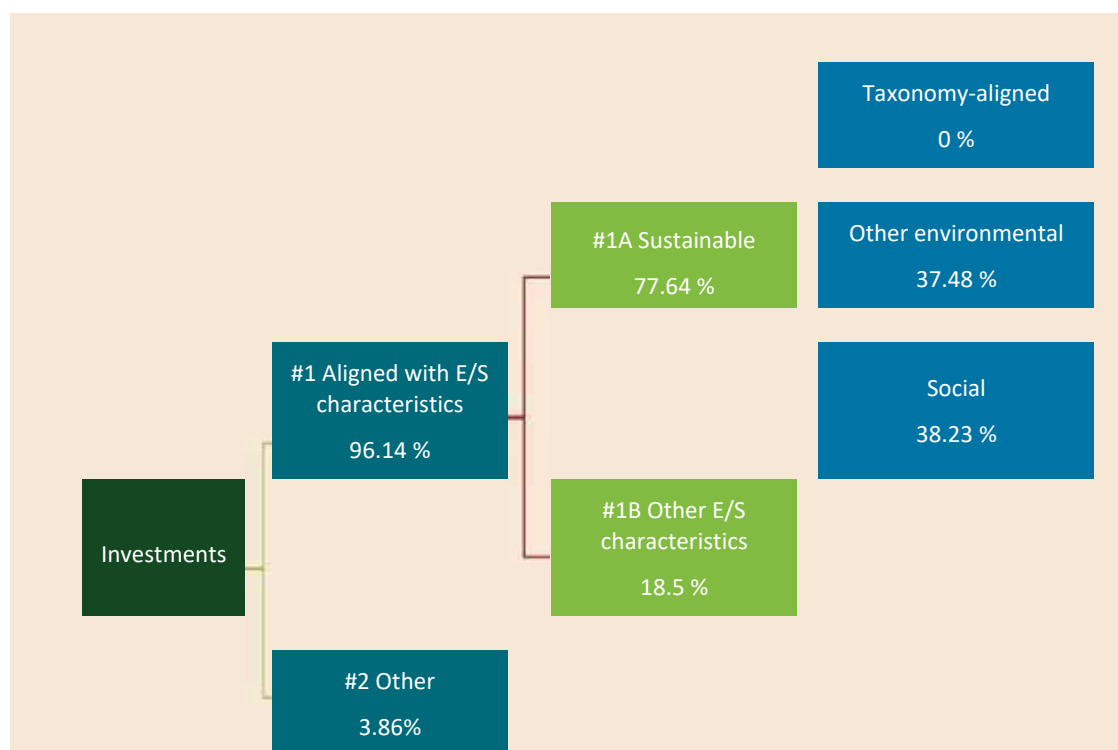 Taxonomy-aligned
0 %
#1A Sustainable
77.64 %
Other environmental
37.48 %
#1 Aligned with E/S
characteristics
96.14 %
Social
38.23 %
Investments
#1B Other E/S
characteristics
18.5 %
#2 Other
3.86%